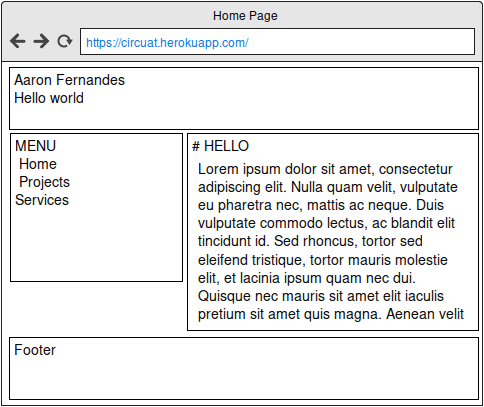 Home Page
https://circuat.herokuapp.com/
Aaron Fernandes
Hello world
MENU
Home
Projects
Services
# HELLO
Lorem ipsum dolor sit amet, consectetur
adipiscing elit. Nulla quam velit, vulputate
eu pharetra nec, mattis ac neque. Duis
vulputate commodo lectus, ac blandit elit
tincidunt id. Sed rhoncus, tortor sed
eleifend tristique, tortor mauris molestie
elit, et lacinia ipsum quam nec dui.
Quisque nec mauris sit amet elit iaculis
pretium sit amet quis magna. Aenean velit
Footer